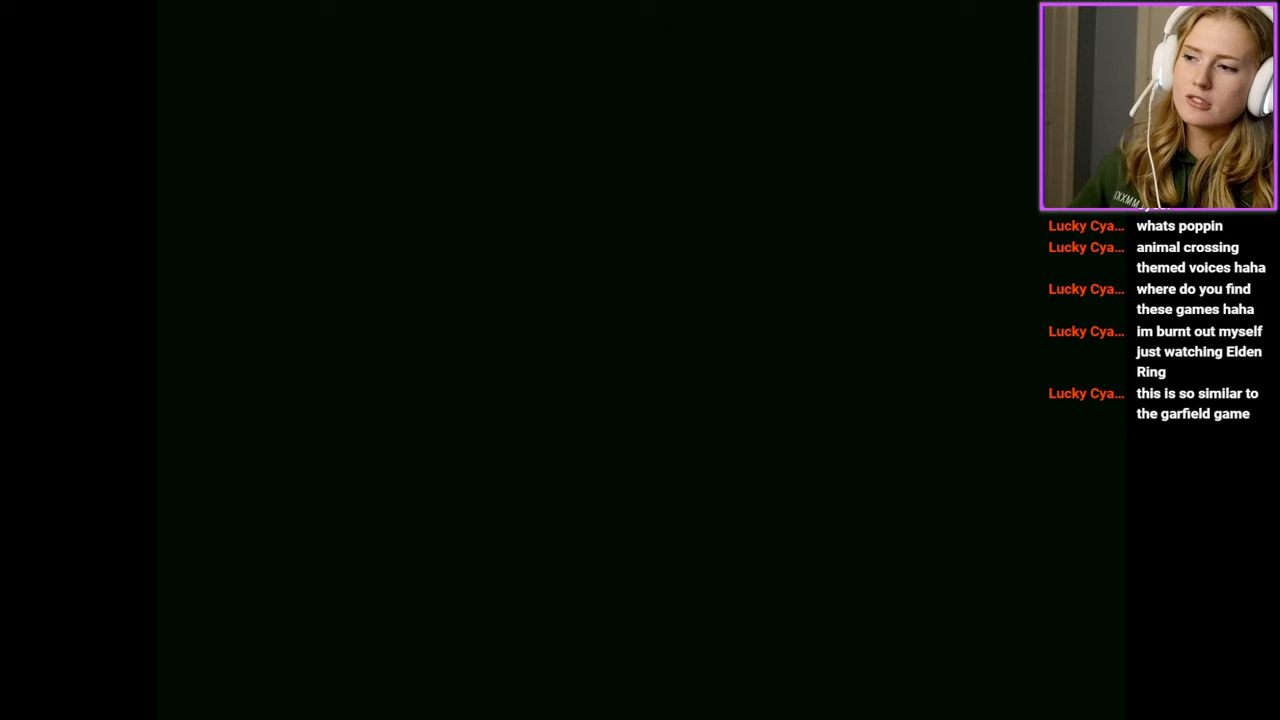 Lucky Cya... whats poppin
Lucky Cya... animal crossing
themed voices haha
Lucky Cya... where do you find
these games haha
Lucky Cya... im burnt out myself
just watching Elden
Ring
Lucky Cya... this is so similar to
the garfield game